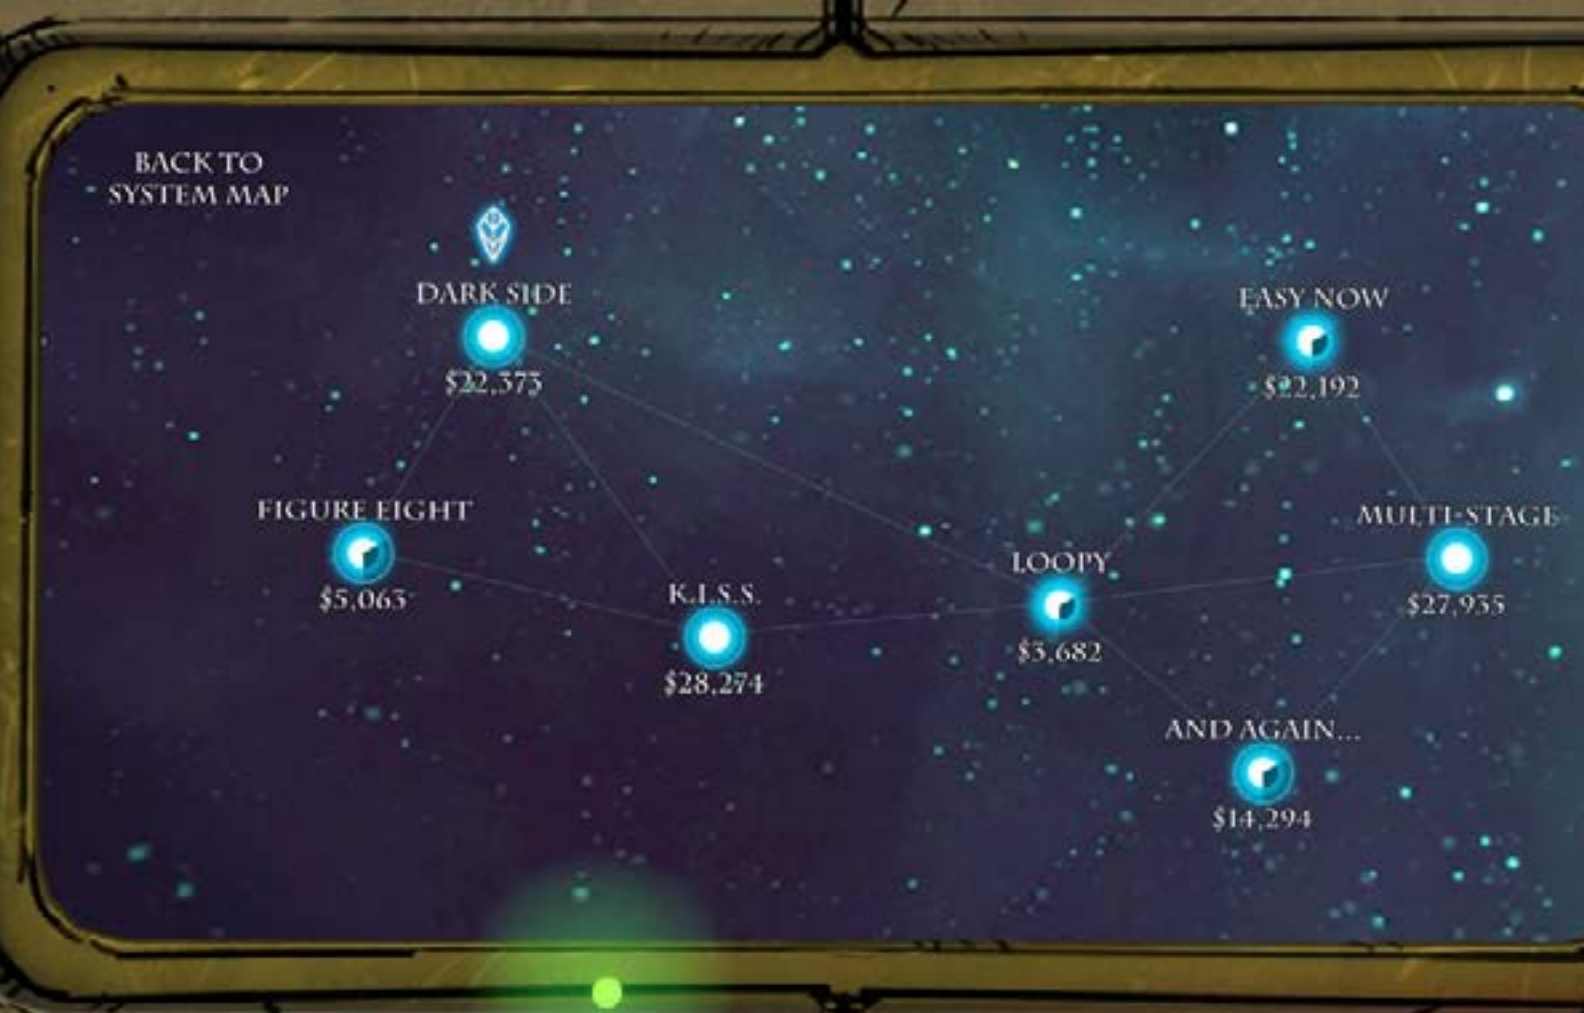 BACK TO
SYSTEM MAP
DARK SIDE
$22,373
EASY NOW
$22,192
FIGURE EIGHT
$5,063
MULTI-STAGE
$27,935
LOOPY
$3,682
K.I.S.S.
$28,274
AND AGAIN...
$14,294